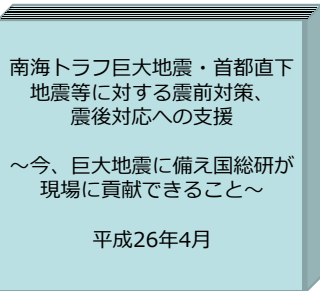 南海トラフ巨大地震・首都直下
地震等に対する震前対策、
震後対応への支援
～今、巨大地震に備え国総研が
現場に貢献できること～
平成26年4月